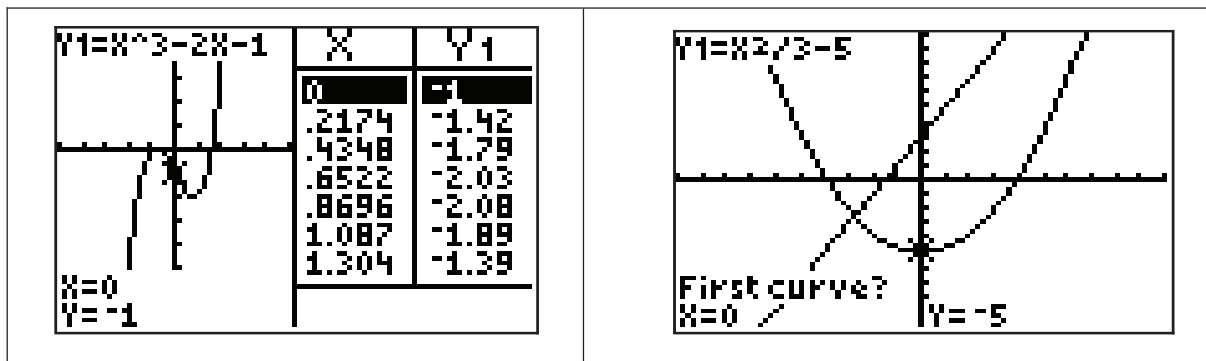 Y1=X^3-2X-1
X Y1
0 -1
.2174 -1.42
.4348 -1.79
.6522 -2.03
.8696 -2.08
1.087 -1.89
1.304 -1.39
X=0
Y=-1
Y1=X²/3-5
First curve?
X=0 Y=-5